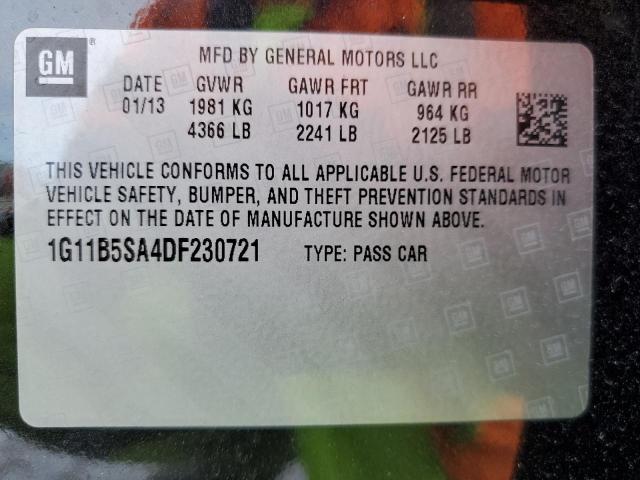 GM ®
MFD BY GENERAL MOTORS LLC
DATE GVWR GAWR FRT GAWR RR
01/13 1981 KG 1017 KG 964 KG
4366 LB 2241 LB 2125 LB
THIS VEHICLE CONFORMS TO ALL APPLICABLE U.S. FEDERAL MOTOR
VEHICLE SAFETY, BUMPER, AND THEFT PREVENTION STANDARDS IN
EFFECT ON THE DATE OF MANUFACTURE SHOWN ABOVE.
1G11B5SA4DF230721 TYPE: PASS CAR